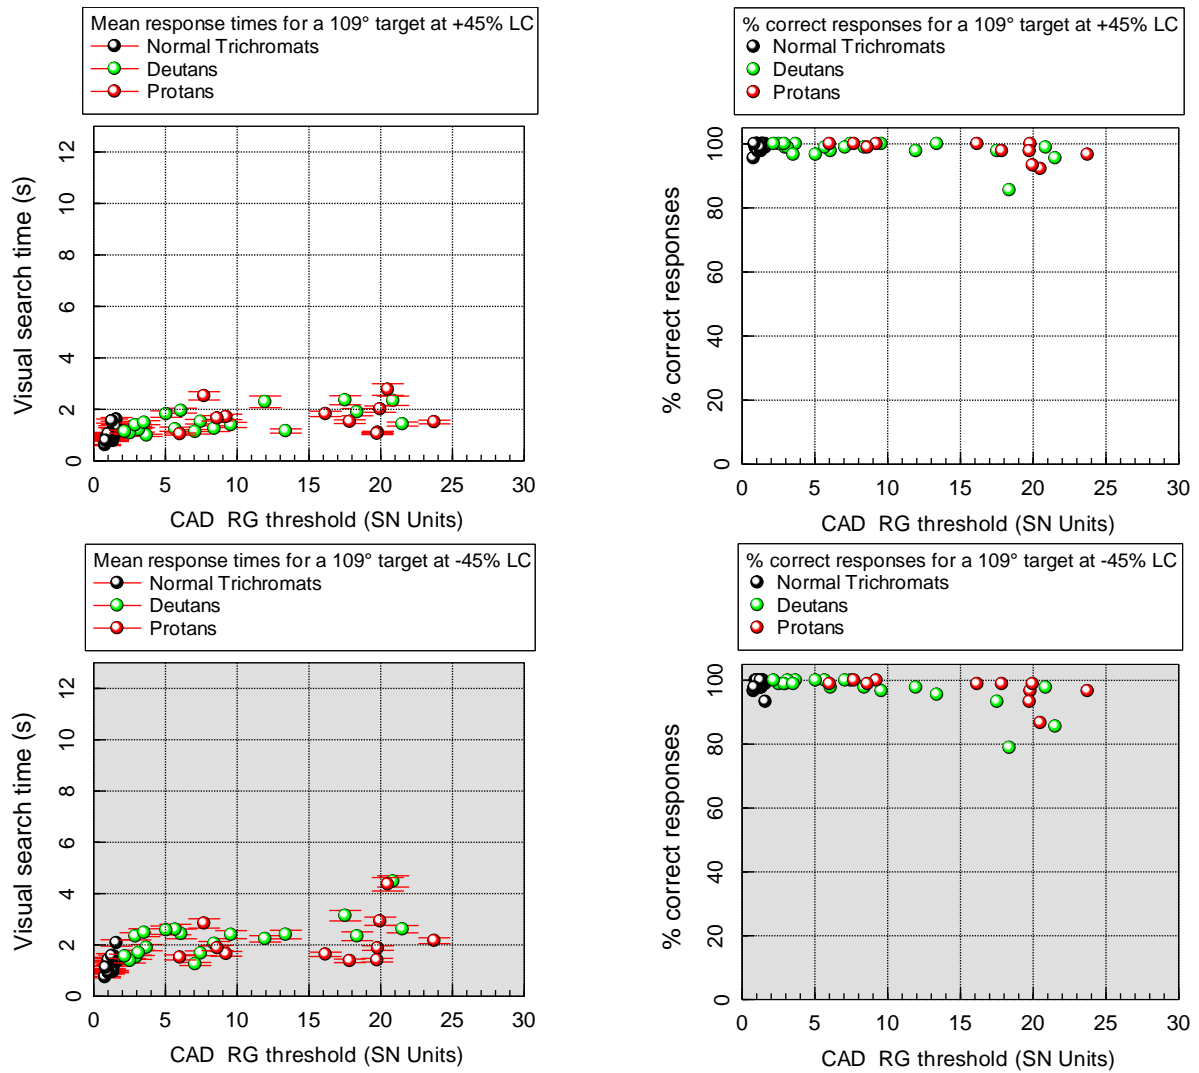 Mean response times for a 109° target at +45% LC
Normal Trichromats
Deutans
Protans
Visual search time (s)
12
10
8
6
4
2
0
0 5 10 15 20 25 30
CAD RG threshold (SN Units)
% correct responses for a 109° target at +45% LC
Normal Trichromats
Deutans
Protans
% correct responses
100
80
60
40
20
0
0 5 10 15 20 25 30
CAD RG threshold (SN Units)
Mean response times for a 109° target at -45% LC
Normal Trichromats
Deutans
Protans
Visual search time (s)
12
10
8
6
4
2
0
0 5 10 15 20 25 30
CAD RG threshold (SN Units)
% correct responses for a 109° target at -45% LC
Normal Trichromats
Deutans
Protans
% correct responses
100
80
60
40
20
0
0 5 10 15 20 25 30
CAD RG threshold (SN Units)